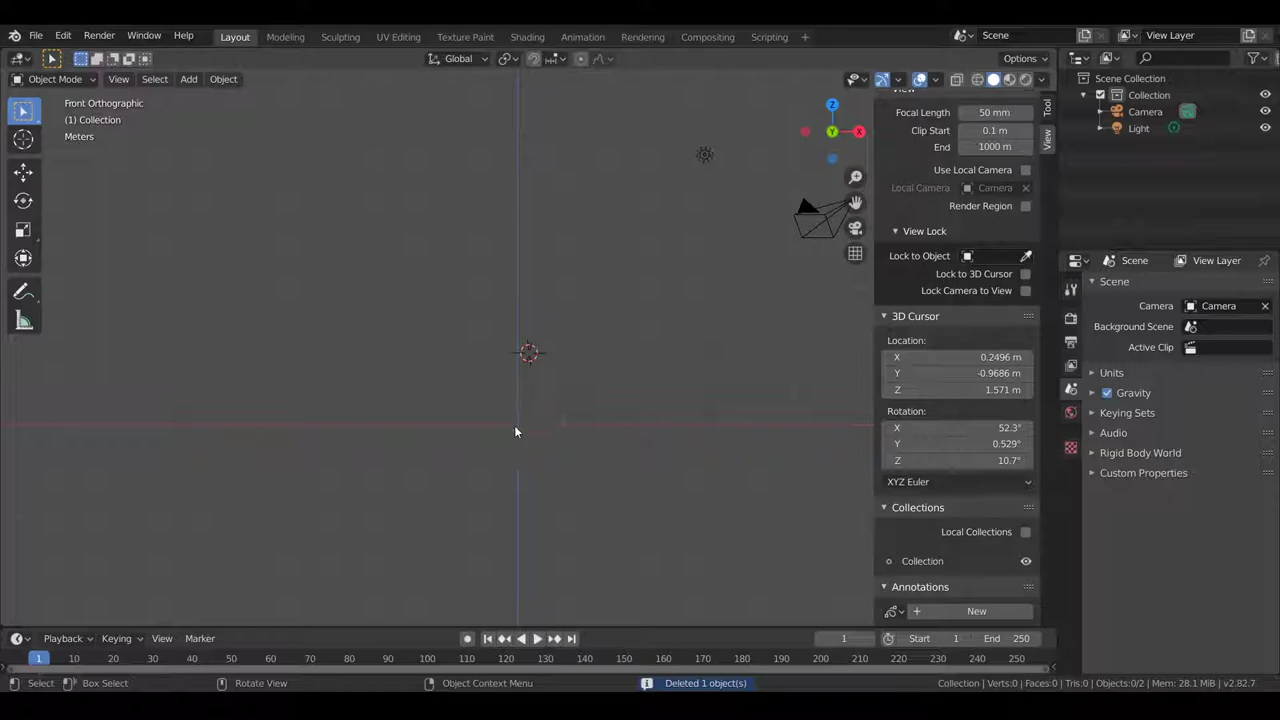 File Edit Render Window Help Layout Modeling Sculpting UV Editing Texture Paint Shading Animation Rendering Compositing Scripting + Scene View Layer
Global Options
Object Mode View Select Add Object
Front Orthographic
(1) Collection
Meters
Z
Y
X
View
Focal Length 50 mm
Clip Start 0.1 m
End 1000 m
Use Local Camera
Local Camera Camera
Render Region
View Lock
Lock to Object
Lock to 3D Cursor
Lock Camera to View
3D Cursor
Location:
X 0.2496 m
Y -0.9686 m
Z 1.571 m
Rotation:
X 52.3°
Y 0.529°
Z 10.7°
XYZ Euler
Collections
Local Collections
Collection
Annotations
+ New
Tool
View
Scene Collection
Collection
Camera
Light
Scene View Layer
Scene
Camera Camera
Background Scene
Active Clip
Units
Gravity
Keying Sets
Audio
Rigid Body World
Custom Properties
Playback Keying View Marker 1 Start 1 End 250
1 10 20 30 40 50 60 70 80 90 100 110 120 130 140 150 160 170 180 190 200 210 220 230 240 250
Select Box Select Rotate View Object Context Menu Deleted 1 object(s) Collection | Verts:0 | Faces:0 | Tris:0 | Objects:0/2 | Mem: 28.1 MiB | v2.82.7